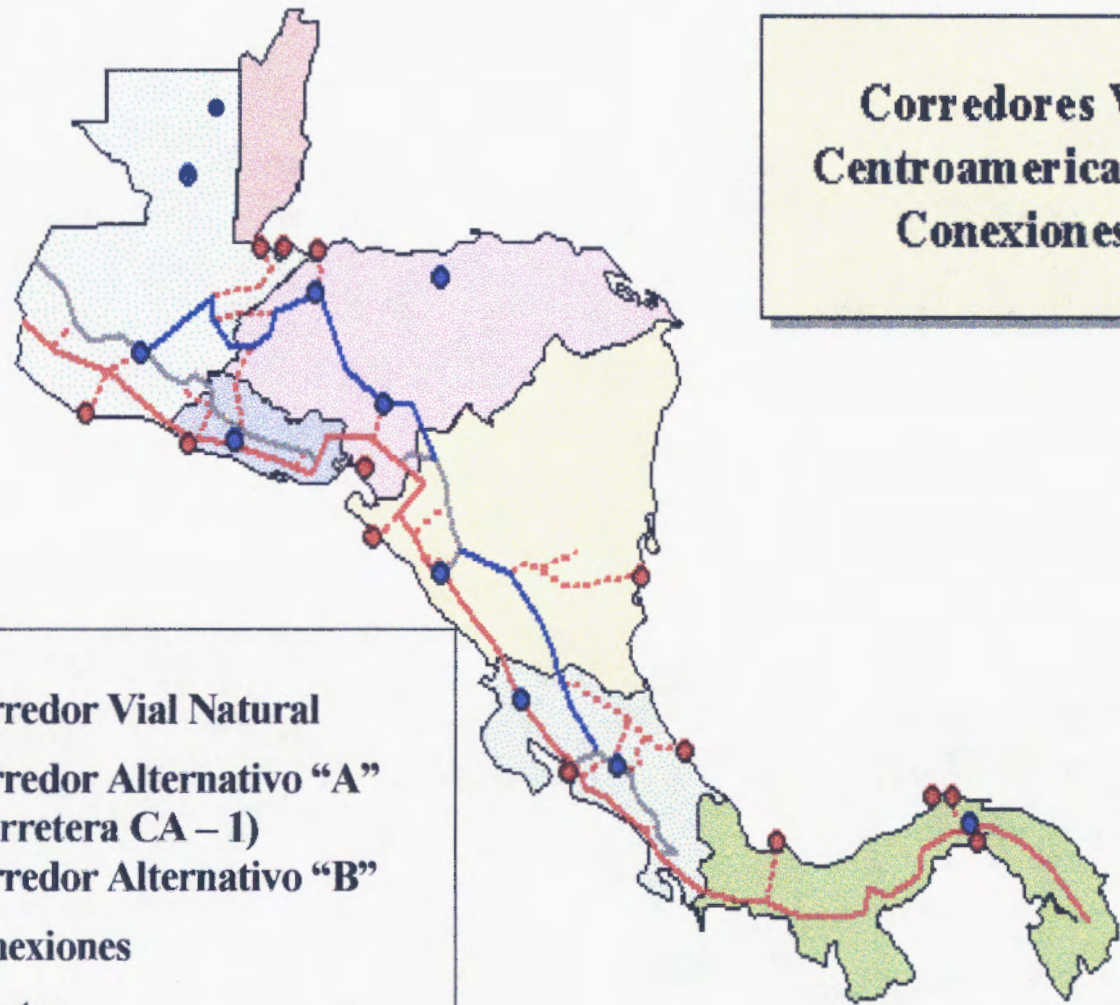 Corredores
Centroamerica
Conexiones
rredor Vial Natural
rredor Alternativo “A”
rretera CA – 1)
rredor Alternativo “B”
nexiones